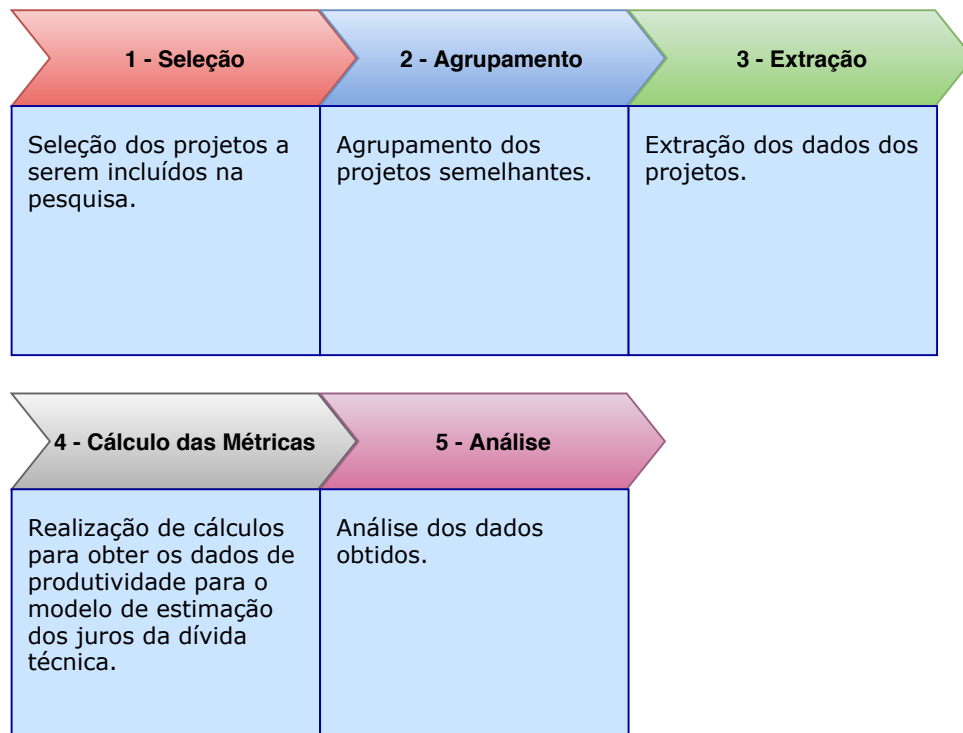 1 - Seleção
2 - Agrupamento
3 - Extração
Seleção dos projetos a
serem incluídos na
pesquisa.
Agrupamento dos
projetos semelhantes.
Extração dos dados dos
projetos.
4 - Cálculo das Métricas
5 - Análise
Realização de cálculos
para obter os dados de
produtividade para o
modelo de estimação
dos juros da dívida
técnica.
Análise dos dados
obtidos.